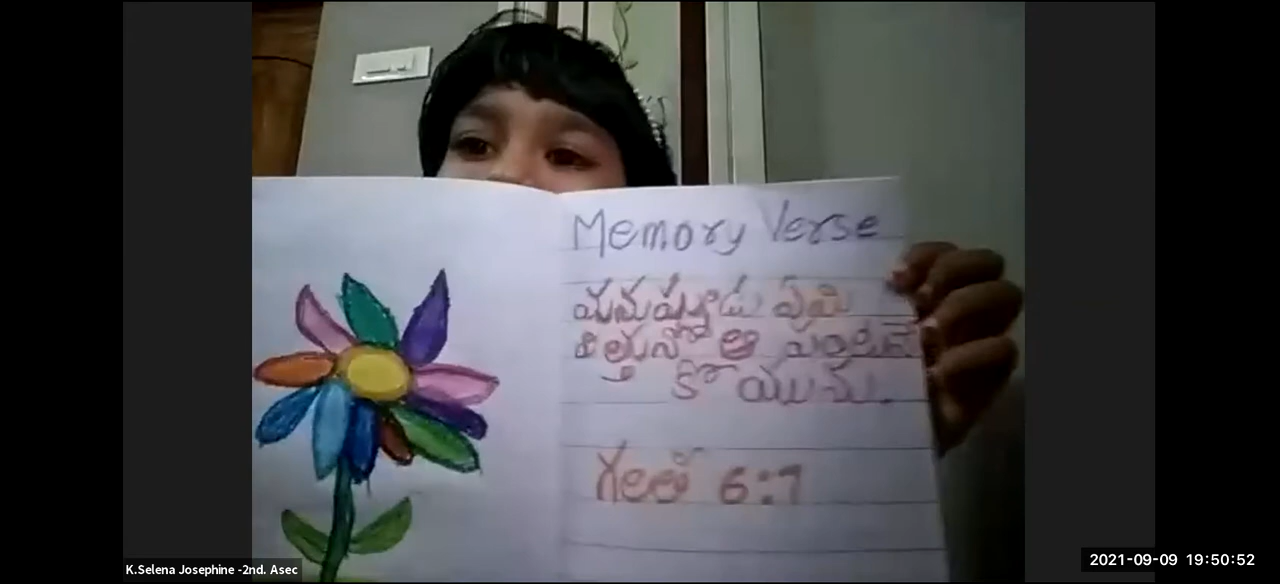 Memory Verse
మనుష్యుడు ఏమి
విత్తునో ఆ పంటనే
కోయును.
గలతీ 6:7
K.Selena Josephine -2nd. Asec
2021-09-09 19:50:52